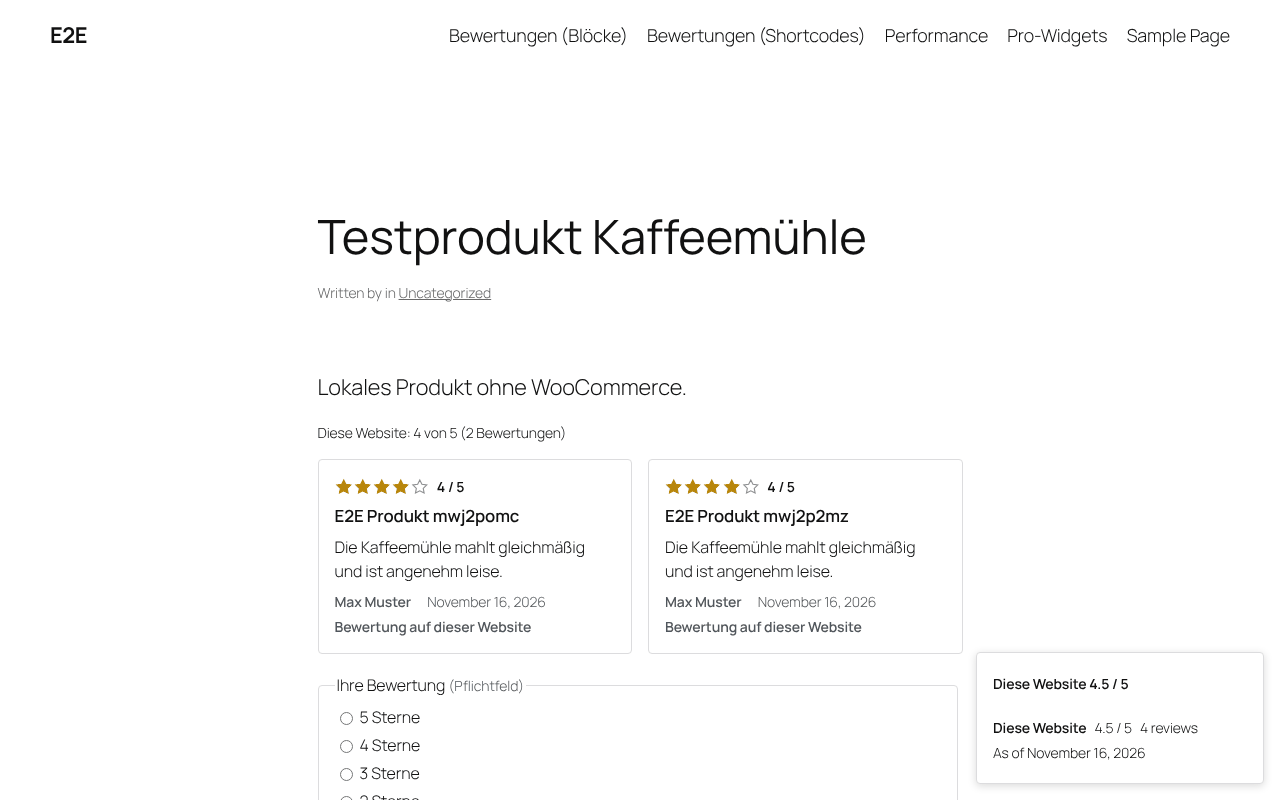 E2E
Bewertungen (Blöcke) Bewertungen (Shortcodes) Performance Pro-Widgets Sample Page
Testprodukt Kaffeemühle
Written by in Uncategorized
Lokales Produkt ohne WooCommerce.
Diese Website: 4 von 5 (2 Bewertungen)
4 / 5
E2E Produkt mwj2pomc
Die Kaffeemühle mahlt gleichmäßig
und ist angenehm leise.
Max Muster November 16, 2026
Bewertung auf dieser Website
4 / 5
E2E Produkt mwj2p2mz
Die Kaffeemühle mahlt gleichmäßig
und ist angenehm leise.
Max Muster November 16, 2026
Bewertung auf dieser Website
Ihre Bewertung (Pflichtfeld)
5 Sterne
4 Sterne
3 Sterne
2 Sterne
Diese Website 4.5 / 5
Diese Website 4.5 / 5 4 reviews
As of November 16, 2026